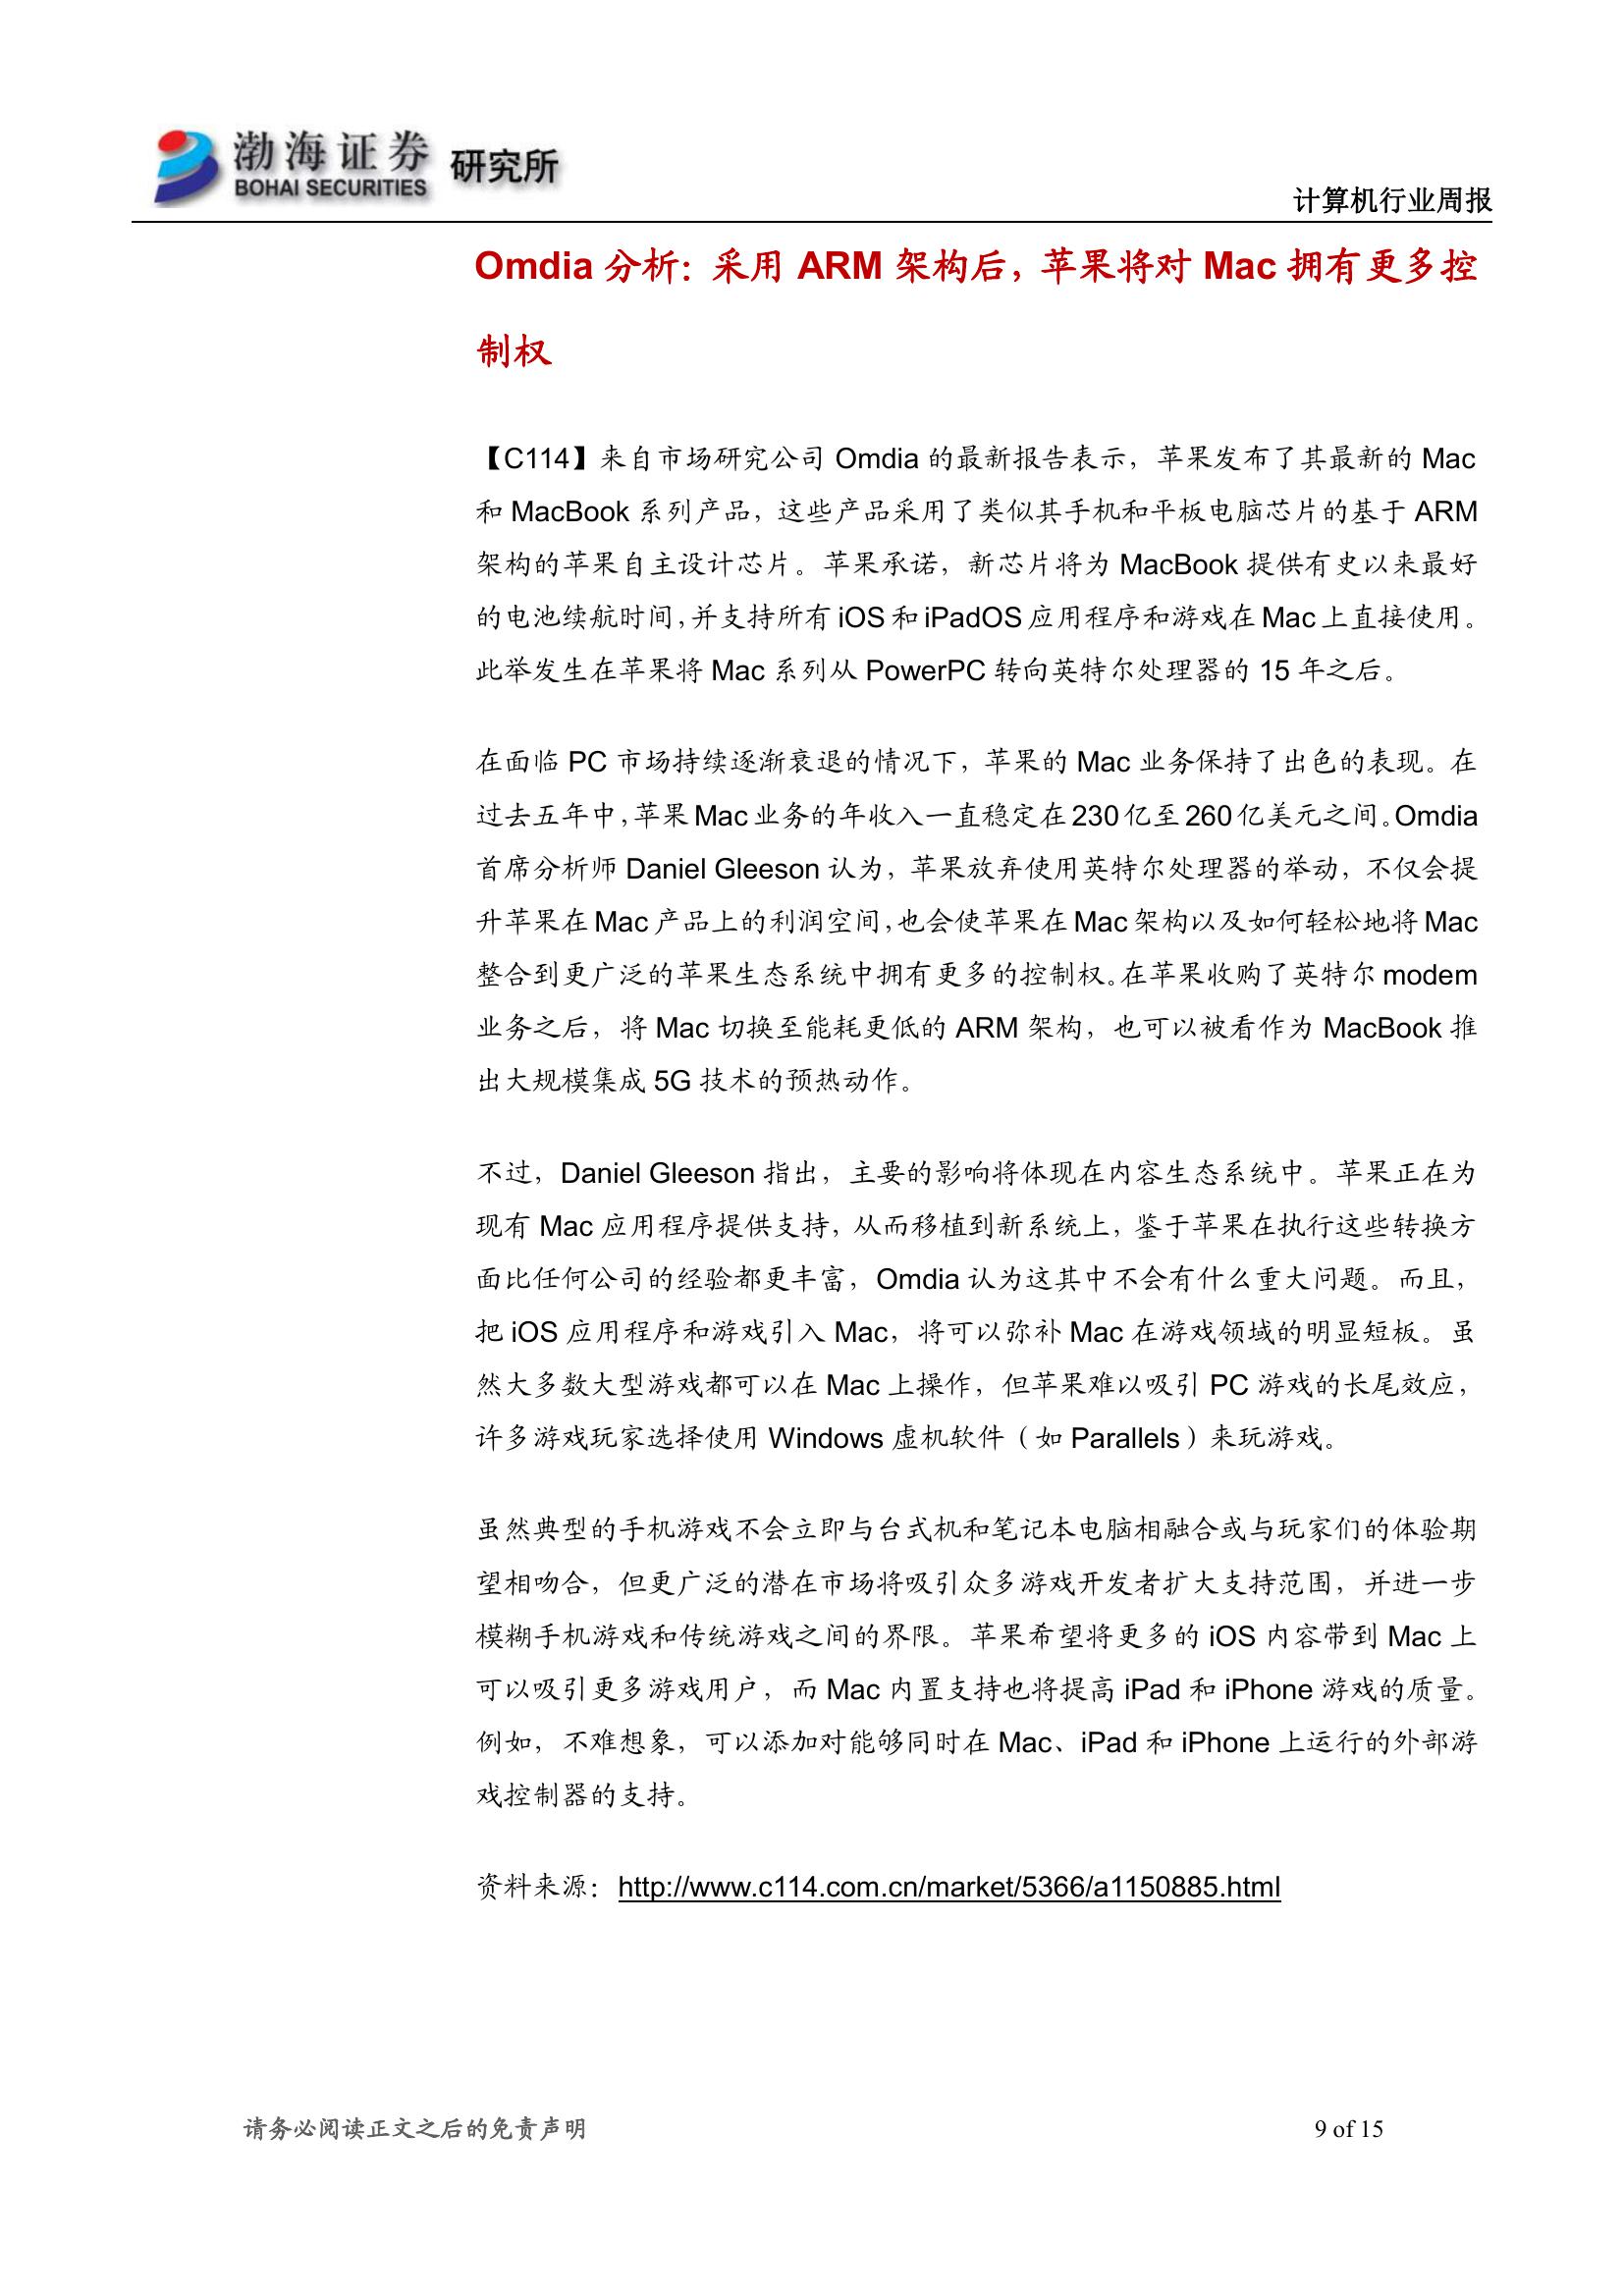 渤海证券 研究所
BOHAI SECURITIES
计算机行业周报
Omdia 分析：采用 ARM 架构后，苹果将对 Mac 拥有更多控
制权
【C114】来自市场研究公司 Omdia 的最新报告表示，苹果发布了其最新的 Mac
和 MacBook 系列产品，这些产品采用了类似其手机和平板电脑芯片的基于 ARM
架构的苹果自主设计芯片。苹果承诺，新芯片将为 MacBook 提供有史以来最好
的电池续航时间，并支持所有 iOS 和 iPadOS 应用程序和游戏在 Mac 上直接使用。
此举发生在苹果将 Mac 系列从 PowerPC 转向英特尔处理器的 15 年之后。
在面临 PC 市场持续逐渐衰退的情况下，苹果的 Mac 业务保持了出色的表现。在
过去五年中，苹果 Mac 业务的年收入一直稳定在 230 亿至 260 亿美元之间。Omdia
首席分析师 Daniel Gleeson 认为，苹果放弃使用英特尔处理器的举动，不仅会提
升苹果在 Mac 产品上的利润空间，也会使苹果在 Mac 架构以及如何轻松地将 Mac
整合到更广泛的苹果生态系统中拥有更多的控制权。在苹果收购了英特尔 modem
业务之后，将 Mac 切换至能耗更低的 ARM 架构，也可以被看作为 MacBook 推
出大规模集成 5G 技术的预热动作。
不过，Daniel Gleeson 指出，主要的影响将体现在内容生态系统中。苹果正在为
现有 Mac 应用程序提供支持，从而移植到新系统上，鉴于苹果在执行这些转换方
面比任何公司的经验都更丰富，Omdia 认为这其中不会有什么重大问题。而且，
把 iOS 应用程序和游戏引入 Mac，将可以弥补 Mac 在游戏领域的明显短板。虽
然大多数大型游戏都可以在 Mac 上操作，但苹果难以吸引 PC 游戏的长尾效应，
许多游戏玩家选择使用 Windows 虚机软件（如 Parallels）来玩游戏。
虽然典型的手机游戏不会立即与台式机和笔记本电脑相融合或与玩家们的体验期
望相吻合，但更广泛的潜在市场将吸引众多游戏开发者扩大支持范围，并进一步
模糊手机游戏和传统游戏之间的界限。苹果希望将更多的 iOS 内容带到 Mac 上
可以吸引更多游戏用户，而 Mac 内置支持也将提高 iPad 和 iPhone 游戏的质量。
例如，不难想象，可以添加对能够同时在 Mac、iPad 和 iPhone 上运行的外部游
戏控制器的支持。
资料来源：http://www.c114.com.cn/market/5366/a1150885.html
请务必阅读正文之后的免责声明
9 of 15